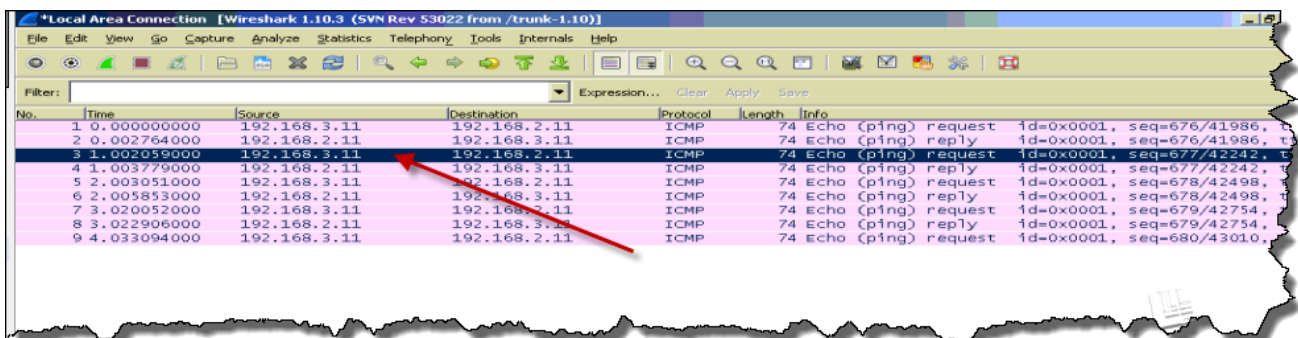 *Local Area Connection [Wireshark 1.10.3 (SVN Rev 53022 from /trunk-1.10)]
File Edit View Go Capture Analyze Statistics Telephony Tools Internals Help
Filter: Expression... Clear Apply Save
No. Time Source Destination Protocol Length Info
1 0.000000000 192.168.3.11 192.168.2.11 ICMP 74 Echo (ping) request id=0x0001, seq=676/41986,
2 0.002764000 192.168.2.11 192.168.3.11 ICMP 74 Echo (ping) reply id=0x0001, seq=676/41986,
3 1.002059000 192.168.3.11 192.168.2.11 ICMP 74 Echo (ping) request id=0x0001, seq=677/42242,
4 1.003779000 192.168.2.11 192.168.3.11 ICMP 74 Echo (ping) reply id=0x0001, seq=677/42242,
5 2.003051000 192.168.3.11 192.168.2.11 ICMP 74 Echo (ping) request id=0x0001, seq=678/42498,
6 2.005853000 192.168.2.11 192.168.3.11 ICMP 74 Echo (ping) reply id=0x0001, seq=678/42498,
7 3.020052000 192.168.3.11 192.168.2.11 ICMP 74 Echo (ping) request id=0x0001, seq=679/42754,
8 3.022906000 192.168.2.11 192.168.3.11 ICMP 74 Echo (ping) reply id=0x0001, seq=679/42754,
9 4.033094000 192.168.3.11 192.168.2.11 ICMP 74 Echo (ping) request id=0x0001, seq=680/43010,